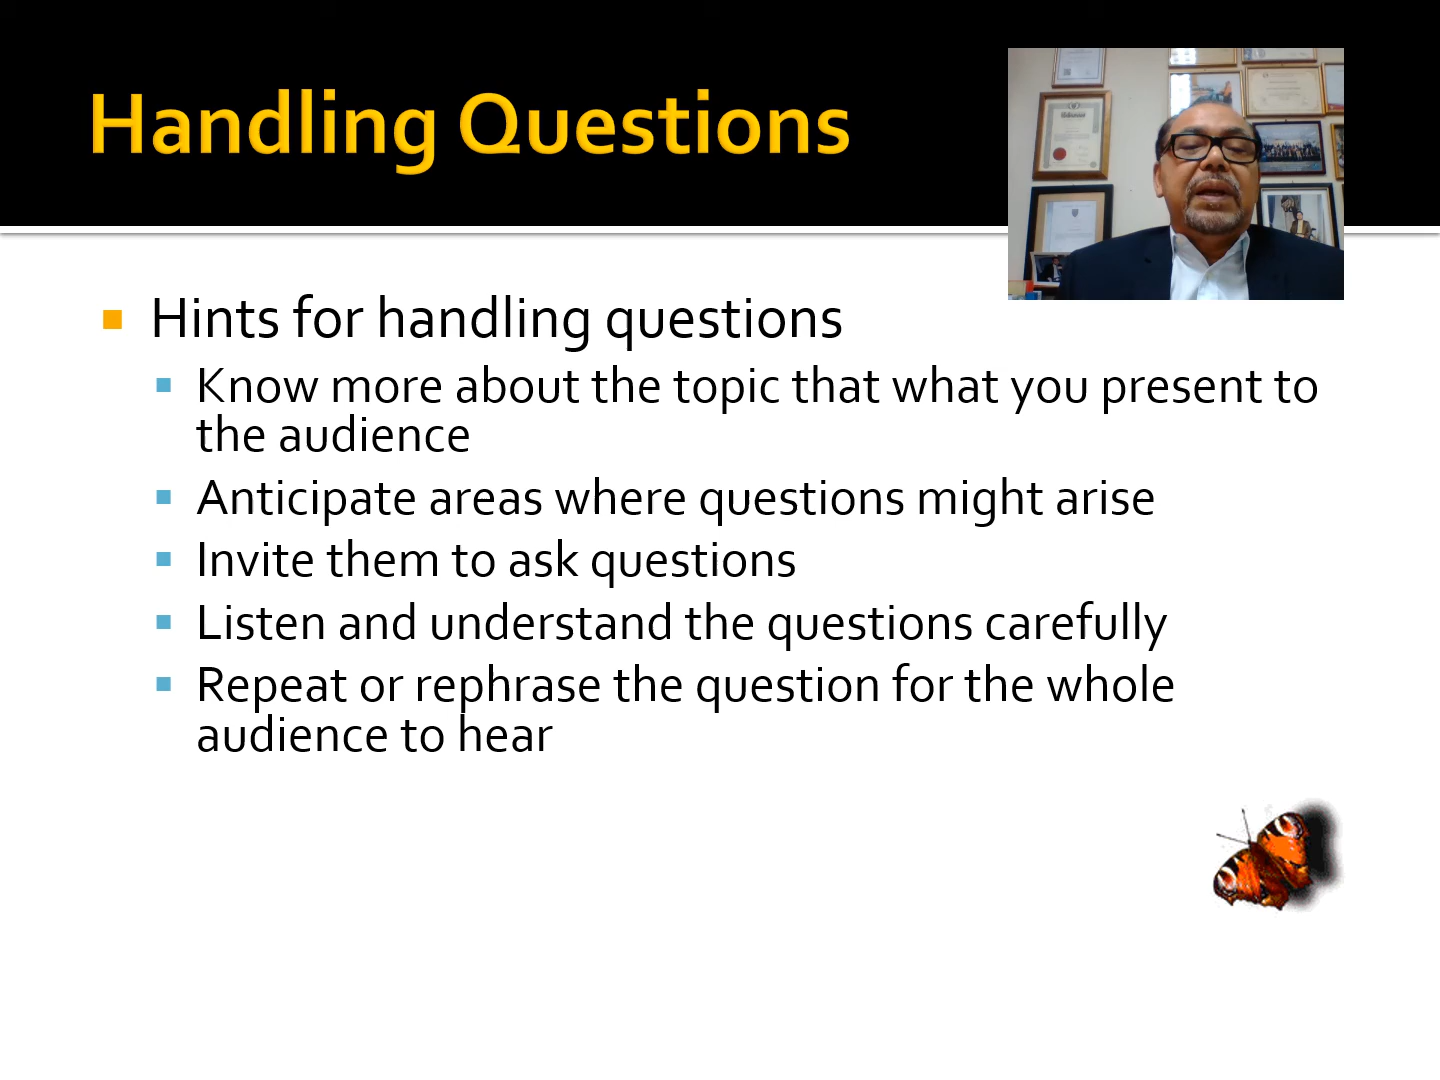 Handling Questions
Hints for handling questions
Know more about the topic that what you present to
the audience
Anticipate areas where questions might arise
Invite them to ask questions
Listen and understand the questions carefully
Repeat or rephrase the question for the whole
audience to hear